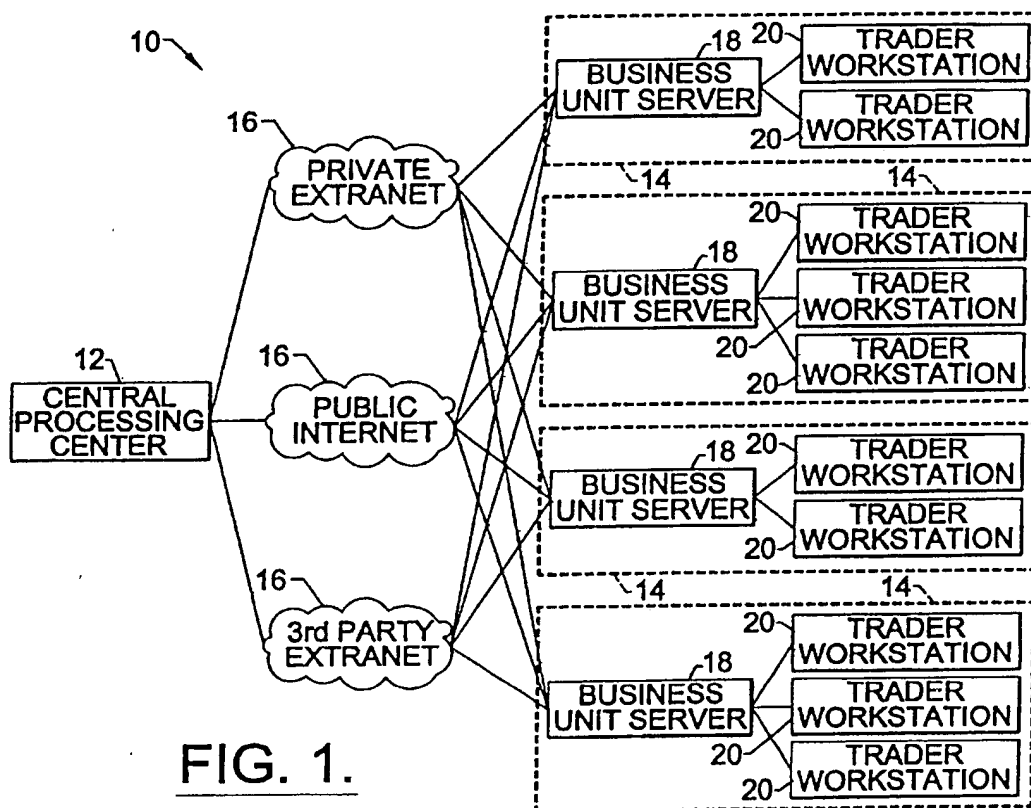 10
16
PRIVATE
EXTRANET
12
CENTRAL
PROCESSING
CENTER
16
PUBLIC
INTERNET
16
3rd PARTY
EXTRANET
18
BUSINESS
UNIT SERVER
20
TRADER
WORKSTATION
20
TRADER
WORKSTATION
14
14
18
BUSINESS
UNIT SERVER
20
TRADER
WORKSTATION
20
TRADER
WORKSTATION
20
TRADER
WORKSTATION
18
BUSINESS
UNIT SERVER
20
TRADER
WORKSTATION
20
TRADER
WORKSTATION
14
14
18
BUSINESS
UNIT SERVER
20
TRADER
WORKSTATION
20
TRADER
WORKSTATION
20
TRADER
WORKSTATION
FIG. 1.